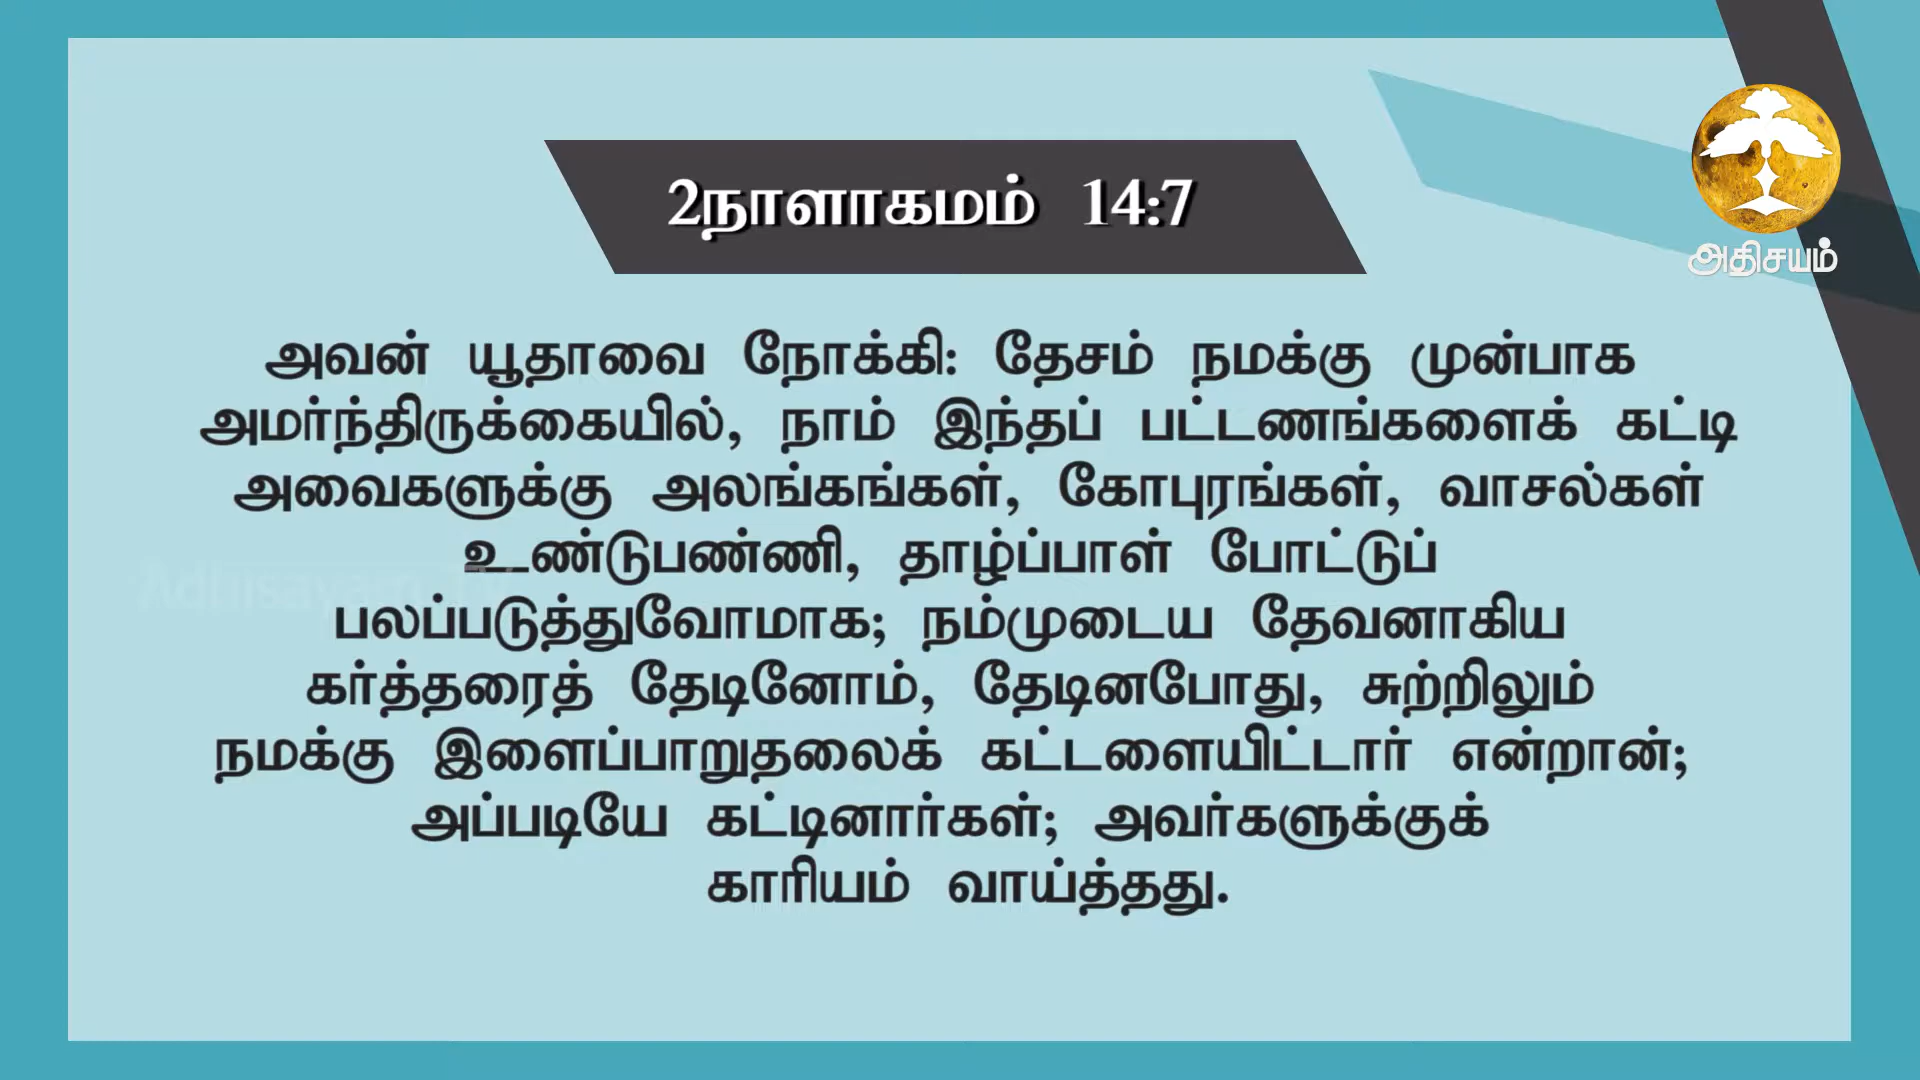 2நாளாகமம் 14:7
அதிசயம்
அவன் யூதாவை நோக்கி: தேசம் நமக்கு முன்பாக
அமர்ந்திருக்கையில், நாம் இந்தப் பட்டணங்களைக் கட்டி
அவைகளுக்கு அலங்கங்கள், கோபுரங்கள், வாசல்கள்
உண்டுபண்ணி, தாழ்ப்பாள் போட்டுப்
Adhisayam TV
பலப்படுத்துவோமாக; நம்முடைய தேவனாகிய
கர்த்தரைத் தேடினோம், தேடினபோது, சுற்றிலும்
நமக்கு இளைப்பாறுதலைக் கட்டளையிட்டார் என்றான்;
அப்படியே கட்டினார்கள்; அவர்களுக்குக்
காரியம் வாய்த்தது.